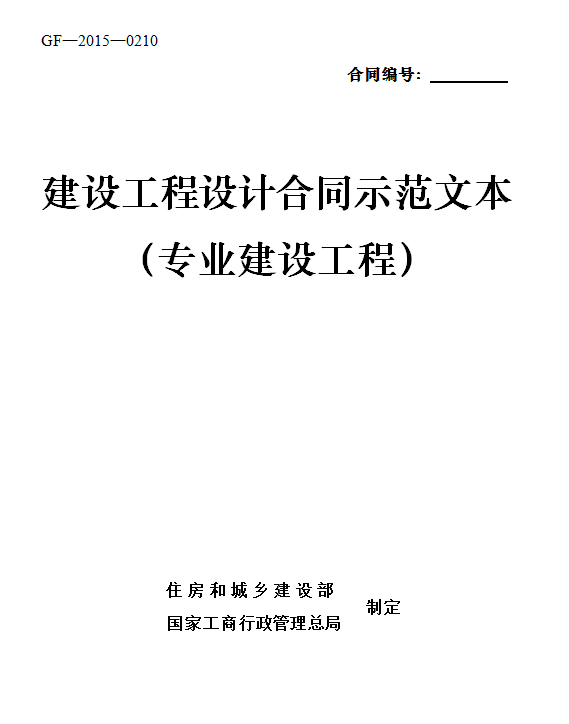 GF—2015—0210
合同编号：
建设工程设计合同示范文本
（专业建设工程）
住房和城乡建设部
国家工商行政管理总局
制定